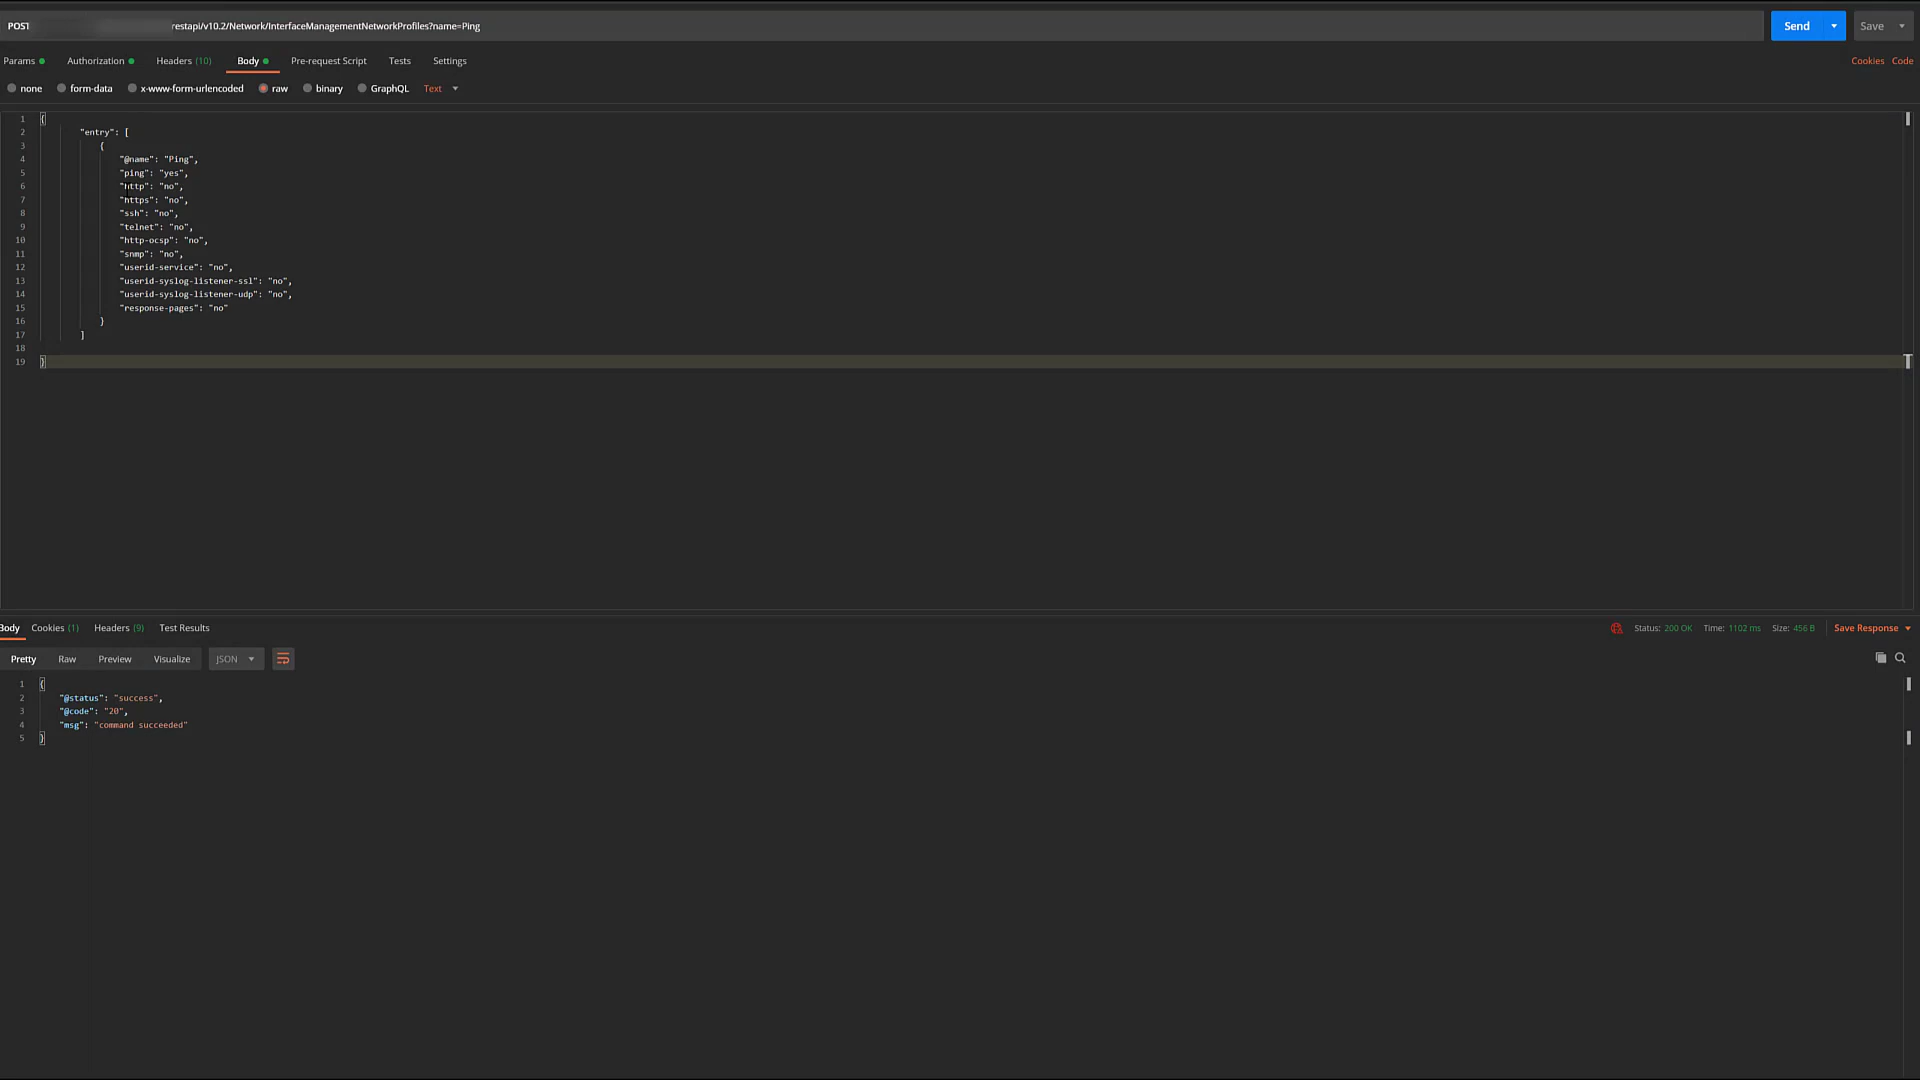 POST restapi/v10.2/Network/InterfaceManagementNetworkProfiles?name=Ping Send Save
Params Authorization Headers (10) Body Pre-request Script Tests Settings Cookies Code
none form-data x-www-form-urlencoded raw binary GraphQL Text
1 {
2 "entry": [
3 {
4 "@name": "Ping",
5 "ping": "yes",
6 "http": "no",
7 "https": "no",
8 "ssh": "no",
9 "telnet": "no",
10 "http-ocsp": "no",
11 "snmp": "no",
12 "userid-service": "no",
13 "userid-syslog-listener-ssl": "no",
14 "userid-syslog-listener-udp": "no",
15 "response-pages": "no"
16 }
17 ]
18
19 }
Body Cookies (1) Headers (9) Test Results Status: 200 OK Time: 1102 ms Size: 456 B Save Response
Pretty Raw Preview Visualize JSON
1 {
2 "@status": "success",
3 "@code": "20",
4 "msg": "command succeeded"
5 }